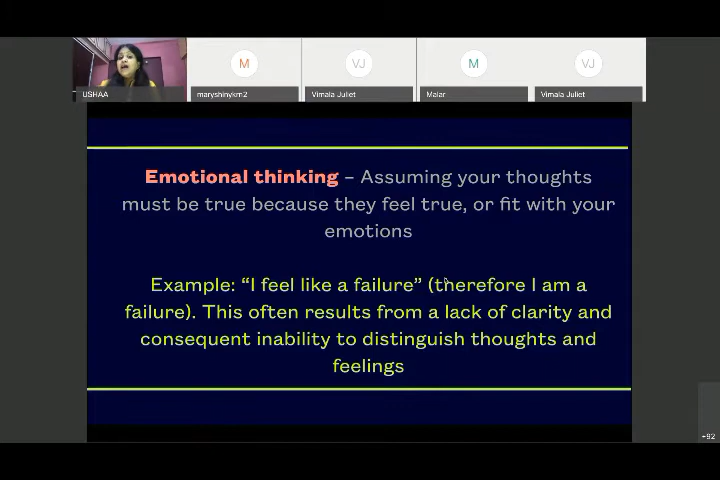 M
VJ
M
VJ
USHAA
maryshinykm2
Vimala Juliet
Malar
Vimala Juliet
Emotional thinking – Assuming your thoughts
must be true because they feel true, or fit with your
emotions
Example: “I feel like a failure” (therefore I am a
failure). This often results from a lack of clarity and
consequent inability to distinguish thoughts and
feelings
+92